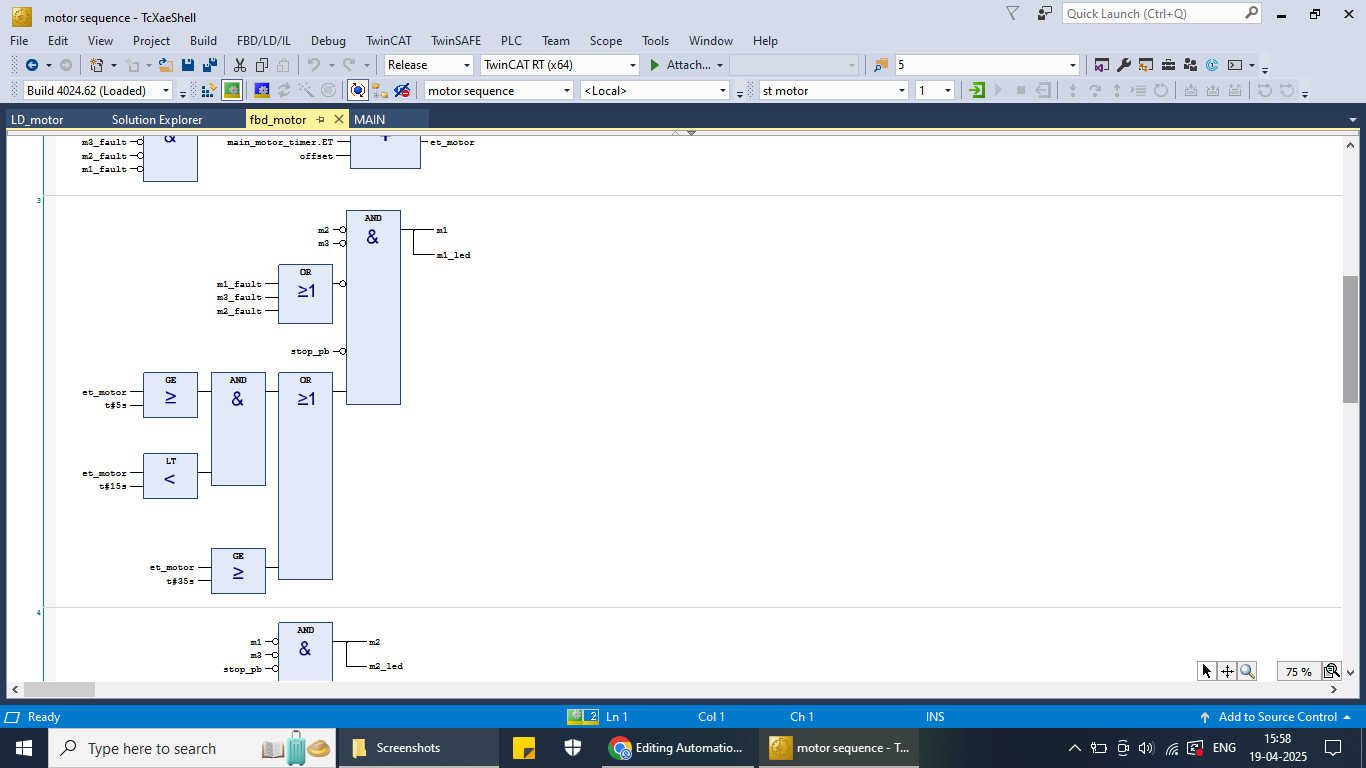 motor sequence - TcXaeShell
Quick Launch (Ctrl+Q)
File Edit View Project Build FBD/LD/IL Debug TwinCAT TwinSAFE PLC Team Scope Tools Window Help
Release TwinCAT RT (x64) Attach... 5
Build 4024.62 (Loaded) motor sequence <Local> st motor 1
LD_motor Solution Explorer fbd_motor MAIN
m3_fault & main_motor_timer.ET + et_motor
m2_fault offset
m1_fault
3
AND
m2 & m1
m3
m1_led
OR
m1_fault ≥1
m3_fault
m2_fault
stop_pb
GE AND OR
et_motor ≥ & ≥1
t#5s
LT
et_motor <
t#15s
GE
et_motor ≥
t#35s
4
AND
m1 & m2
m3
stop_pb m2_led
75 %
Ready 2 Ln 1 Col 1 Ch 1 INS Add to Source Control
Type here to search Screenshots Editing Automatio... motor sequence - T... ENG 15:58
19-04-2025